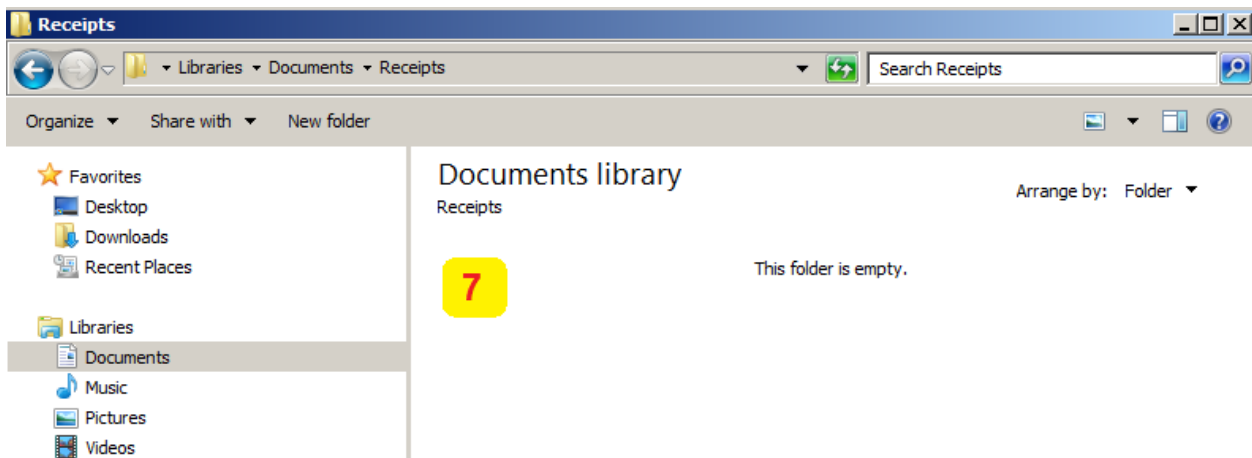 Receipts
Libraries Documents Receipts
Search Receipts
Organize Share with New folder
Favorites
Desktop
Downloads
Recent Places
Libraries
Documents
Music
Pictures
Videos
Documents library
Receipts
Arrange by: Folder
7
This folder is empty.